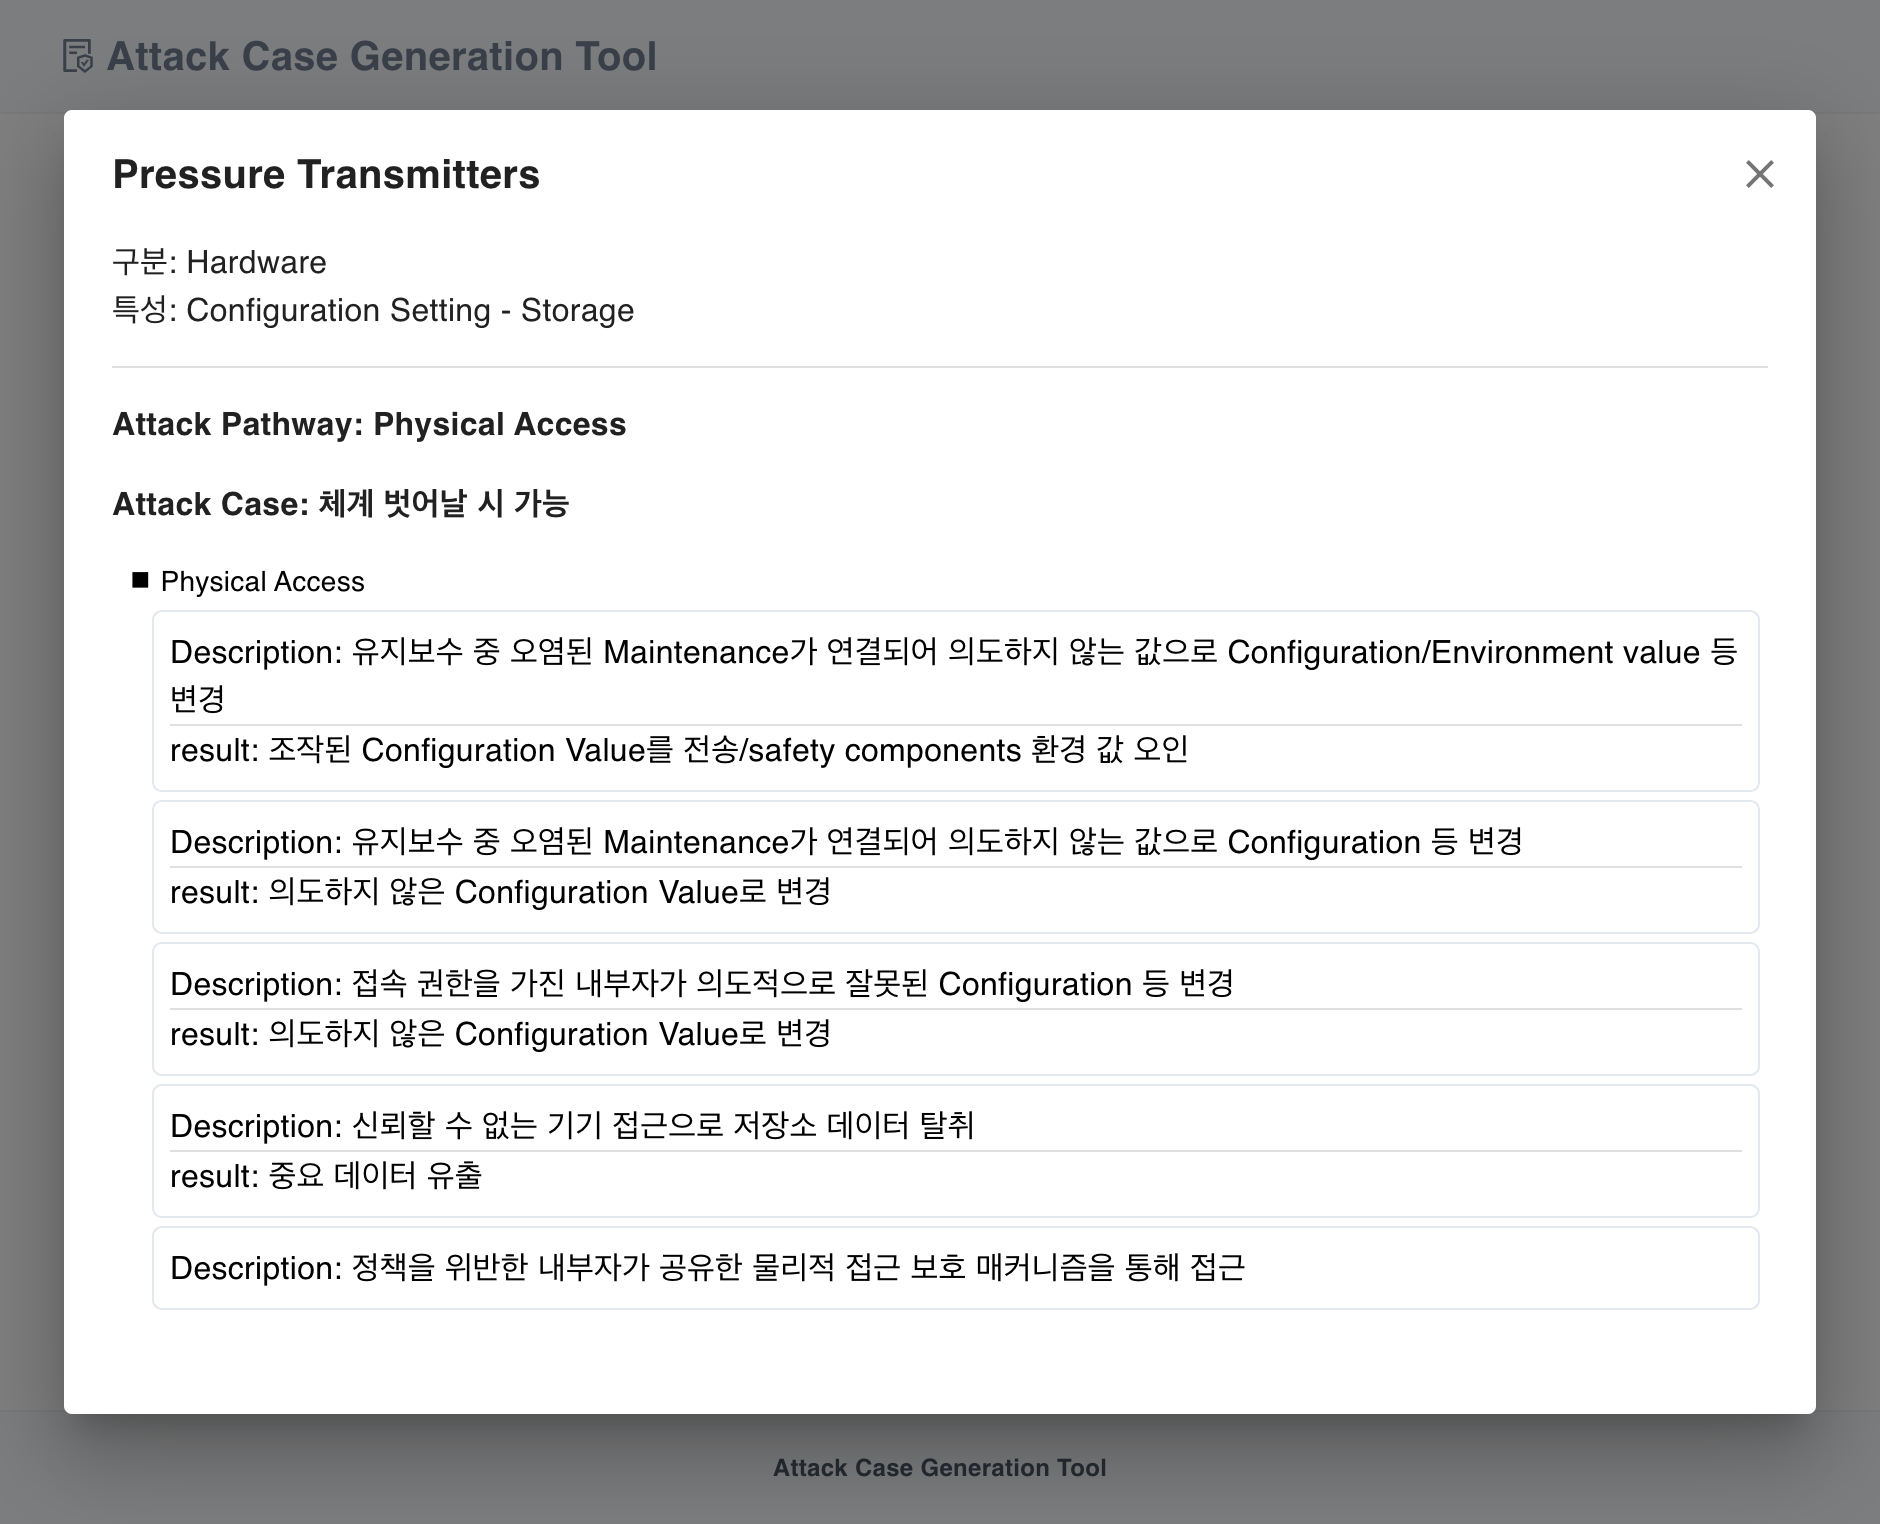 Attack Case Generation Tool
Pressure Transmitters
구분: Hardware
특성: Configuration Setting - Storage
Attack Pathway: Physical Access
Attack Case: 체계 벗어날 시 가능
■ Physical Access
Description: 유지보수 중 오염된 Maintenance가 연결되어 의도하지 않는 값으로 Configuration/Environment value 등
변경
result: 조작된 Configuration Value를 전송/safety components 환경 값 오인
Description: 유지보수 중 오염된 Maintenance가 연결되어 의도하지 않는 값으로 Configuration 등 변경
result: 의도하지 않은 Configuration Value로 변경
Description: 접속 권한을 가진 내부자가 의도적으로 잘못된 Configuration 등 변경
result: 의도하지 않은 Configuration Value로 변경
Description: 신뢰할 수 없는 기기 접근으로 저장소 데이터 탈취
result: 중요 데이터 유출
Description: 정책을 위반한 내부자가 공유한 물리적 접근 보호 매커니즘을 통해 접근
Attack Case Generation Tool